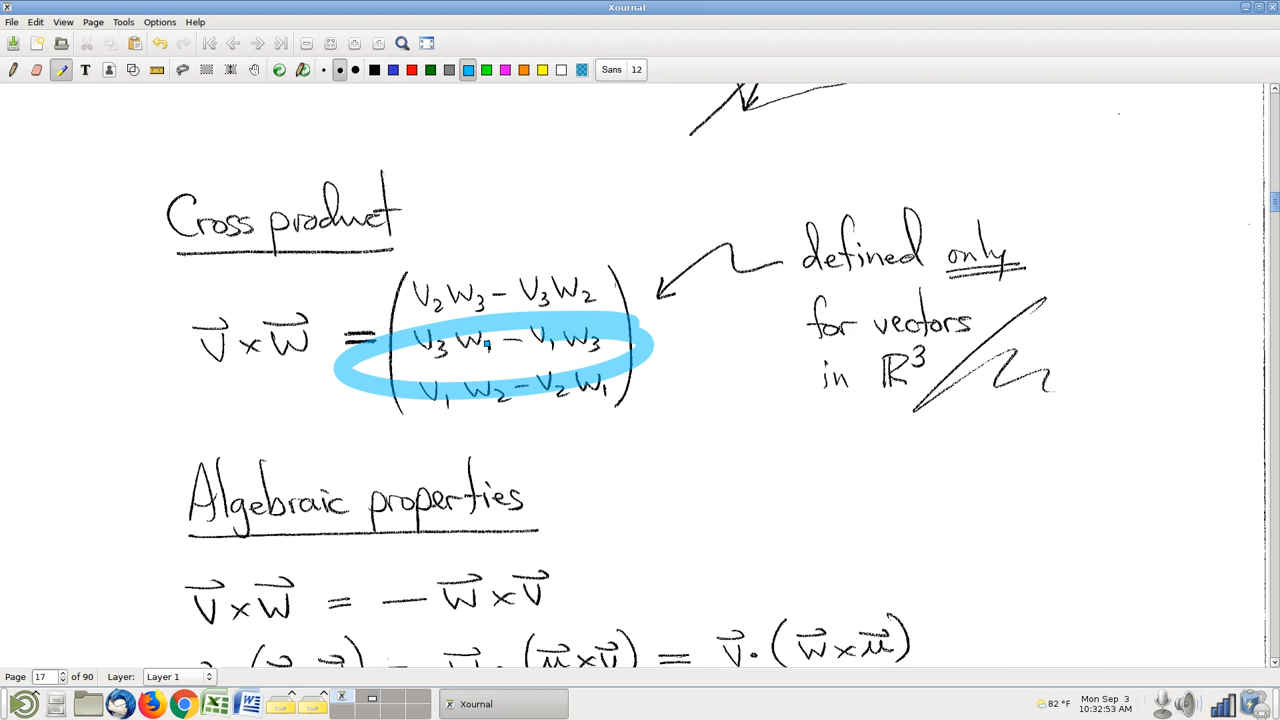 Xournal
File Edit View Page Tools Options Help
Sans 12
Cross product
v⃗ × w⃗ = ( v₂w₃ − v₃w₂
v₃w₁ − v₁w₃
v₁w₂ − v₂w₁ )
defined only
for vectors
in ℝ³
Algebraic properties
v⃗ × w⃗ = − w⃗ × v⃗
w⃗ · (u⃗ × v⃗) = v⃗ · (w⃗ × u⃗)
Page 17 of 90 Layer: Layer 1
Xournal
82 °F
Mon Sep 3
10:32:53 AM